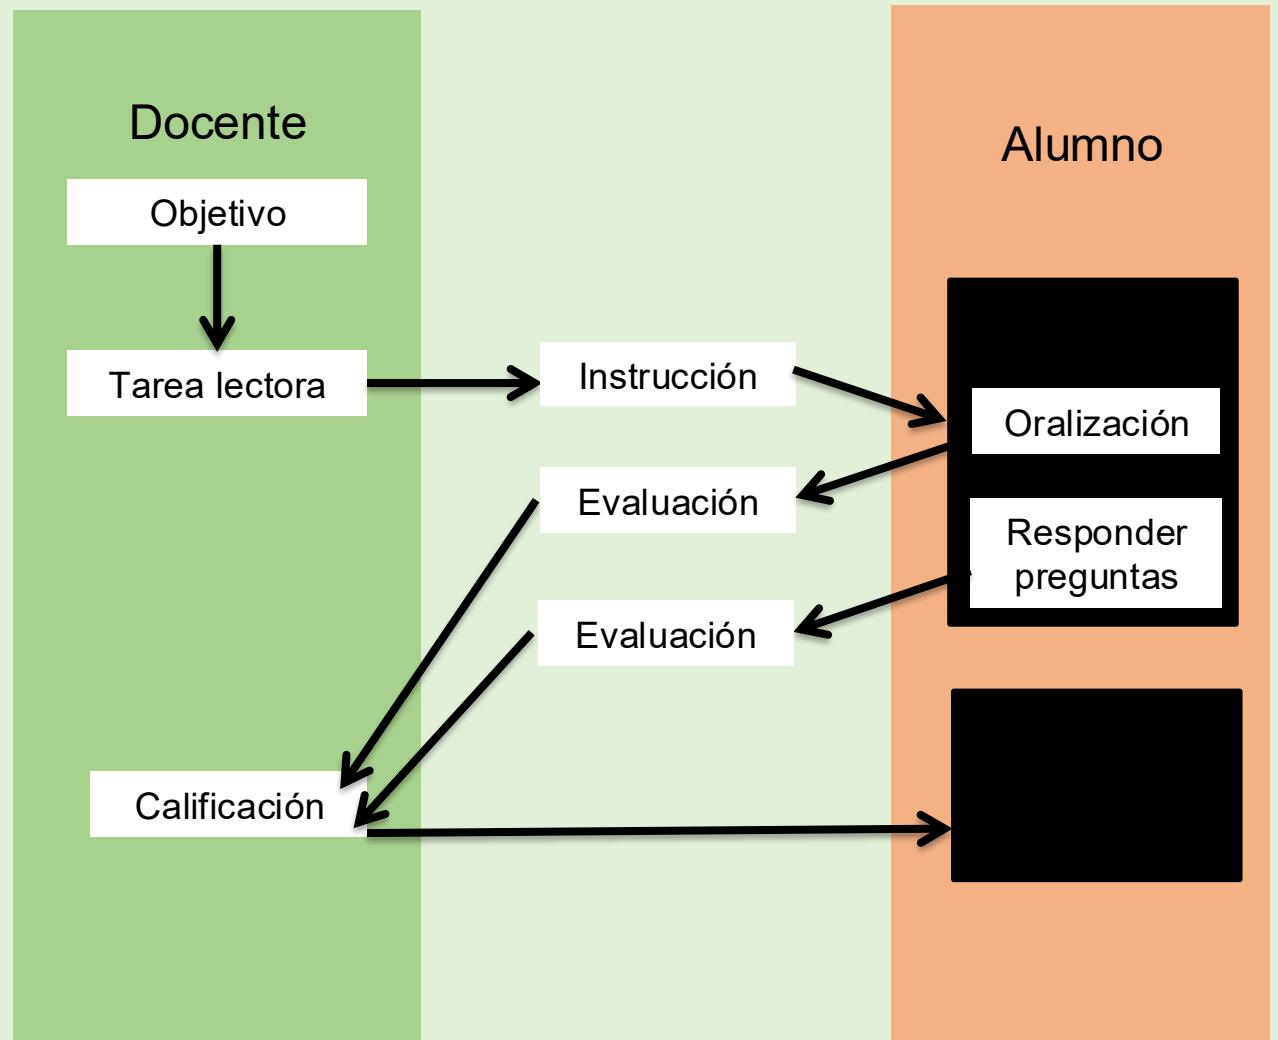 Docente
Alumno
Objetivo
Tarea lectora
Instrucción
Oralización
Evaluación
Responder
preguntas
Evaluación
Calificación